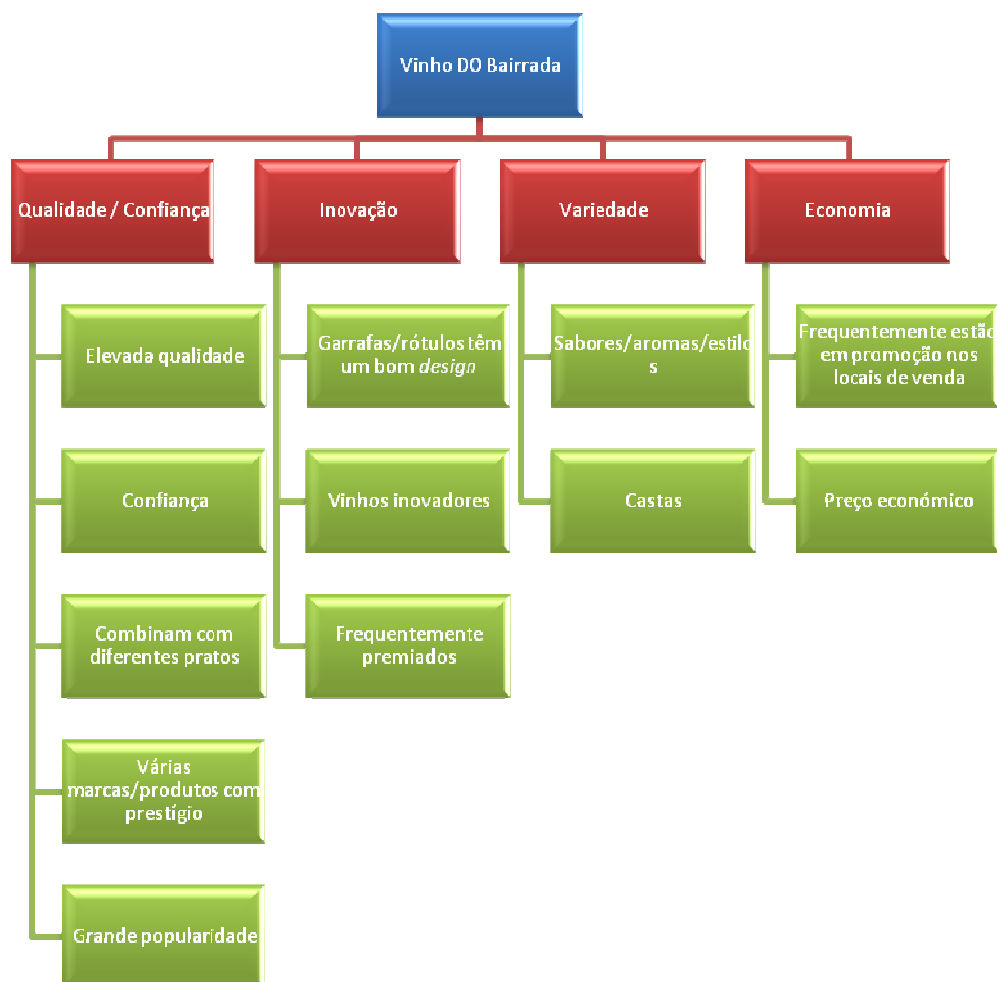 Vinho DO Bairrada
Qualidade / Confiança
Inovação
Variedade
Economia
Elevada qualidade
Garrafas/rótulos têm
um bom design
Sabores/aromas/estilo
s
Frequentemente estão
em promoção nos
locais de venda
Confiança
Vinhos inovadores
Castas
Preço económico
Combinam com
diferentes pratos
Frequentemente
premiados
Várias
marcas/produtos com
prestígio
Grande popularidade